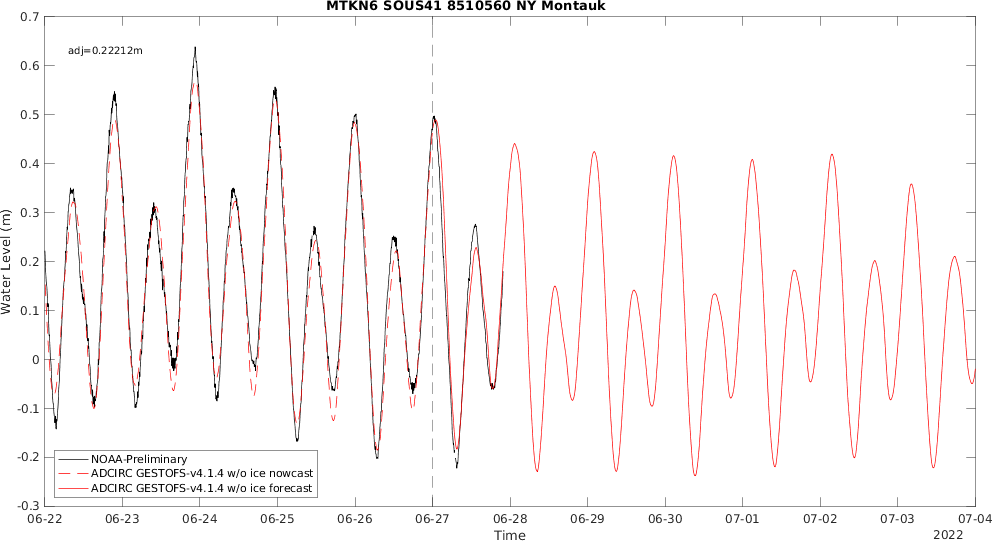 MTKN6 SOUS41 8510560 NY Montauk
adj=0.22212m
Water Level (m)
0.7
0.6
0.5
0.4
0.3
0.2
0.1
0
-0.1
-0.2
-0.3
NOAA-Preliminary
ADCIRC GESTOFS-v4.1.4 w/o ice nowcast
ADCIRC GESTOFS-v4.1.4 w/o ice forecast
06-22 06-23 06-24 06-25 06-26 06-27 06-28 06-29 06-30 07-01 07-02 07-03 07-04
Time
2022